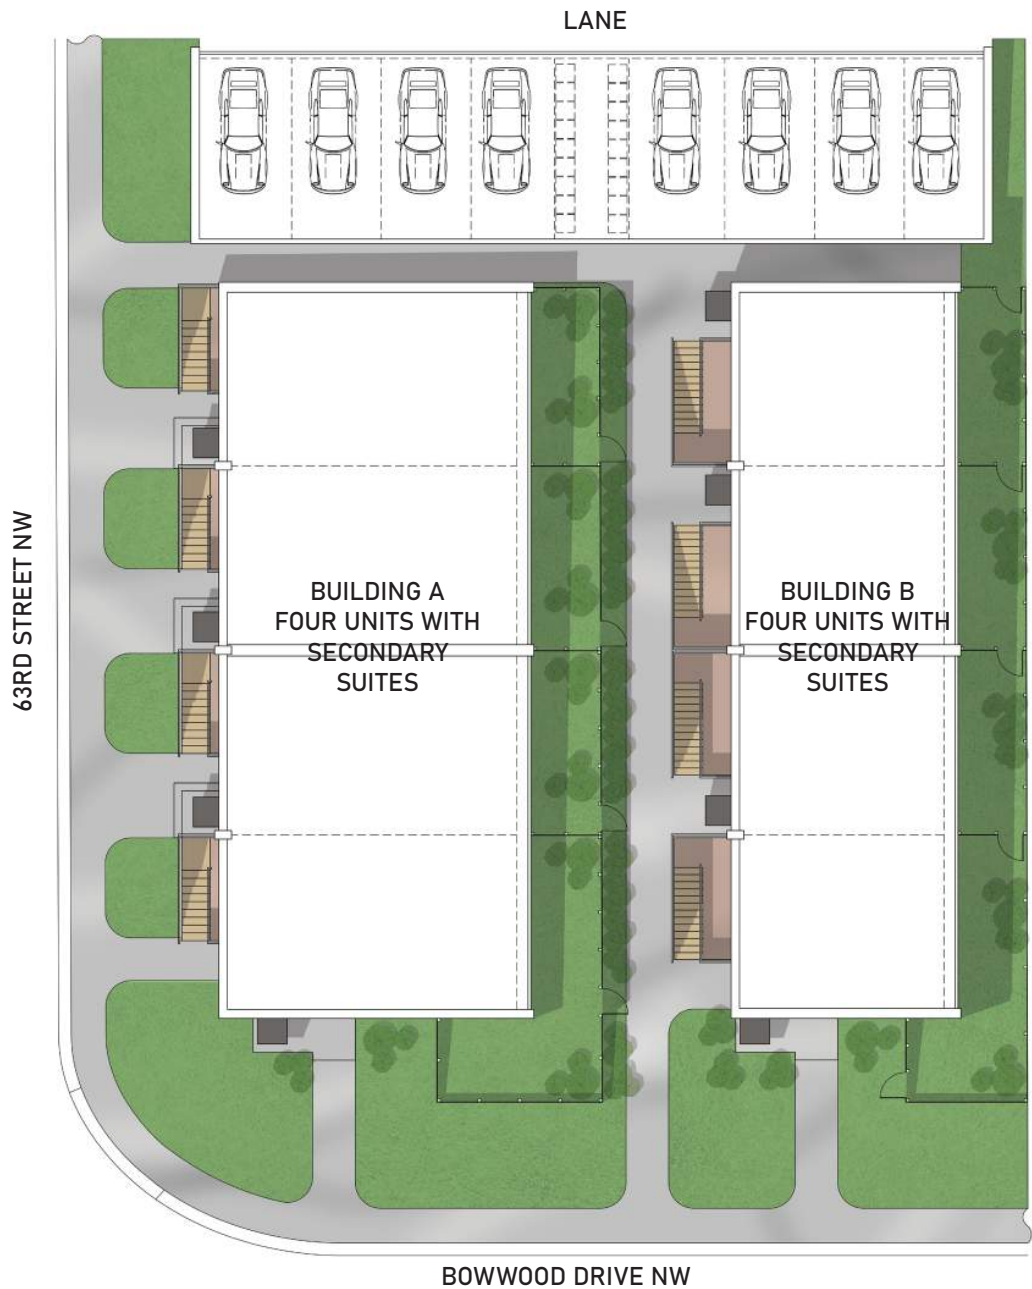 LANE
63RD STREET NW
BUILDING A
FOUR UNITS WITH
SECONDARY
SUITES
BUILDING B
FOUR UNITS WITH
SECONDARY
SUITES
BOWWOOD DRIVE NW